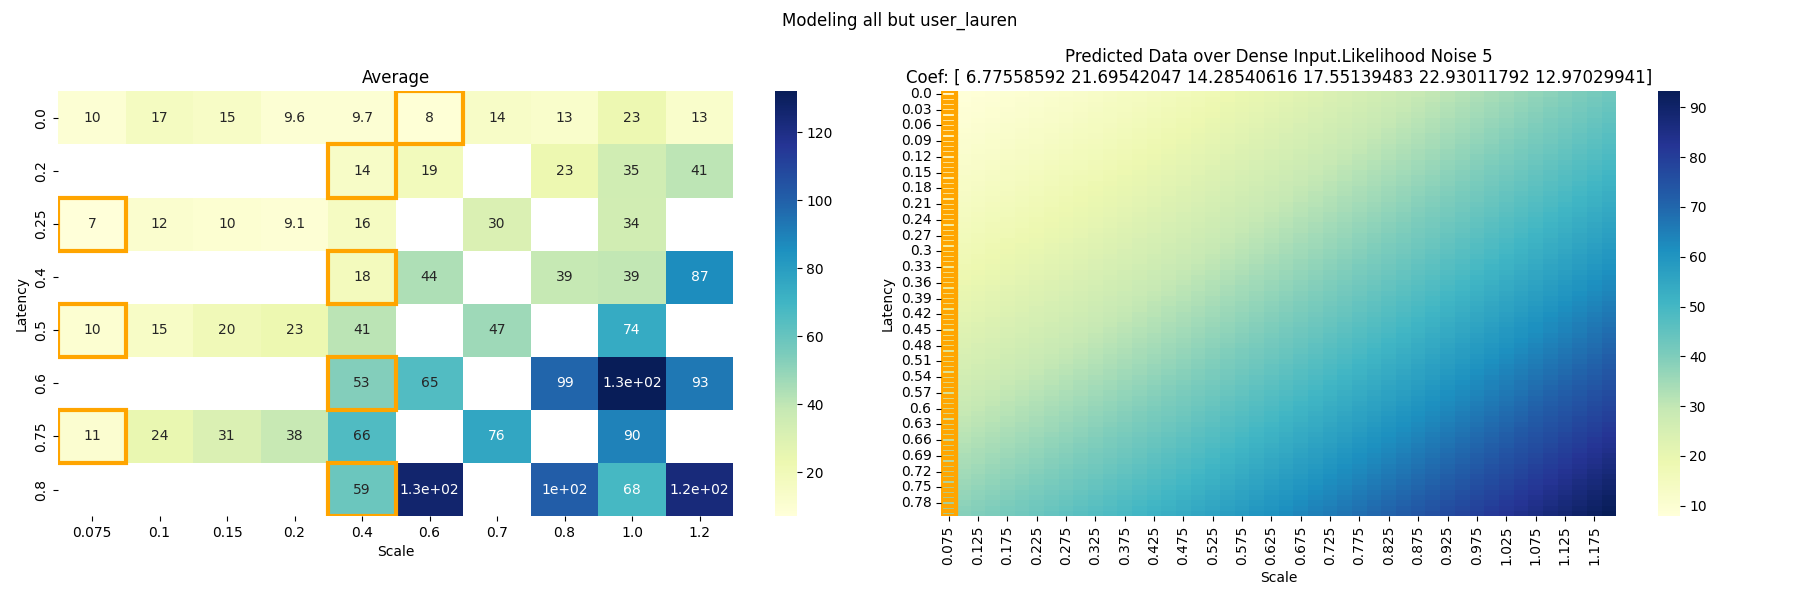 Modeling all but user_lauren
Average
Latency
0.0 10 17 15 9.6 9.7 8 14 13 23 13
0.2 14 19 23 35 41
0.25 7 12 10 9.1 16 30 34
0.4 18 44 39 39 87
0.5 10 15 20 23 41 47 74
0.6 53 65 99 1.3e+02 93
0.75 11 24 31 38 66 76 90
0.8 59 1.3e+02 1e+02 68 1.2e+02
0.075 0.1 0.15 0.2 0.4 0.6 0.7 0.8 1.0 1.2
Scale
120
100
80
60
40
20
Predicted Data over Dense Input.Likelihood Noise 5
Coef: [ 6.77558592 21.69542047 14.28540616 17.55139483 22.93011792 12.97029941]
Latency
0.0
0.03
0.06
0.09
0.12
0.15
0.18
0.21
0.24
0.27
0.3
0.33
0.36
0.39
0.42
0.45
0.48
0.51
0.54
0.57
0.6
0.63
0.66
0.69
0.72
0.75
0.78
0.075 0.125 0.175 0.225 0.275 0.325 0.375 0.425 0.475 0.525 0.575 0.625 0.675 0.725 0.775 0.825 0.875 0.925 0.975 1.025 1.075 1.125 1.175
Scale
90
80
70
60
50
40
30
20
10